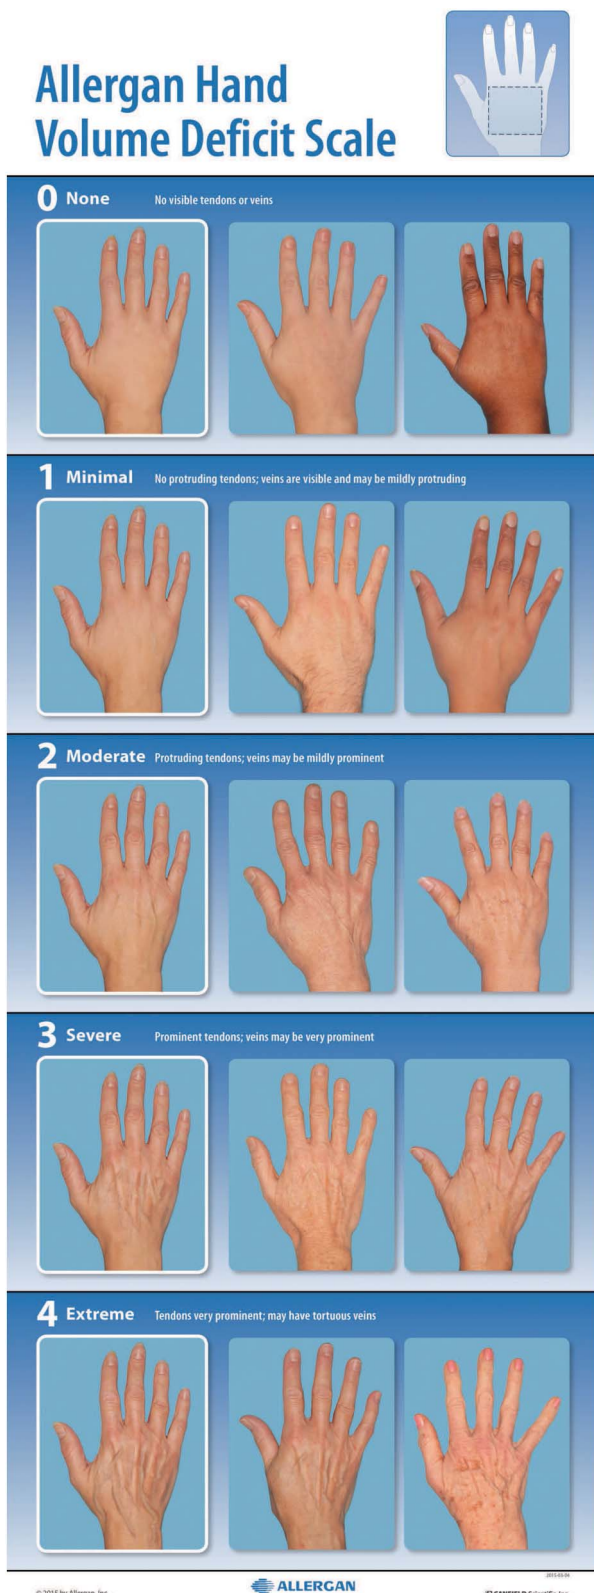 Allergan Hand
Volume Deficit Scale
0 None No visible tendons or veins
1 Minimal No protruding tendons; veins are visible and may be mildly protruding
2 Moderate Protruding tendons; veins may be mildly prominent
3 Severe Prominent tendons; veins may be very prominent
4 Extreme Tendons very prominent; may have tortuous veins
© 2015 by Allergan, Inc.
ALLERGAN
CANFIELD Scientific, Inc.